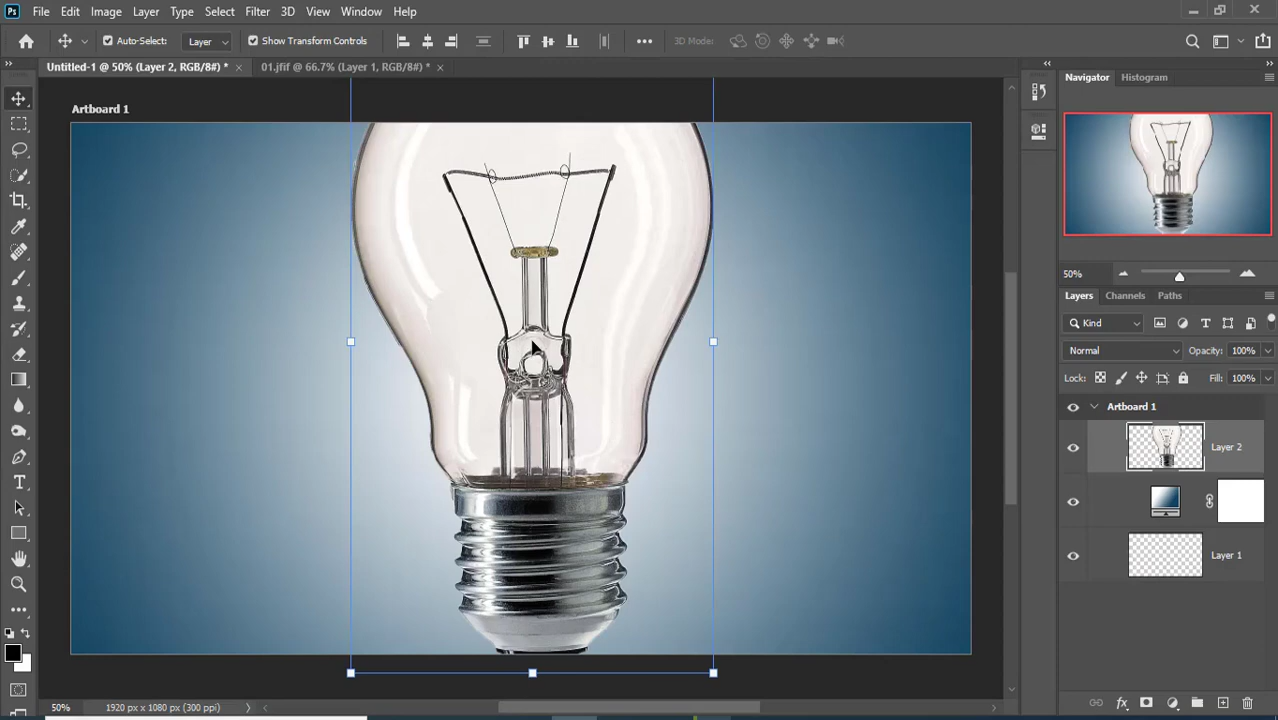 Ps File Edit Image Layer Type Select Filter 3D View Window Help
Auto-Select: Layer Show Transform Controls 3D Mode:
Untitled-1 @ 50% (Layer 2, RGB/8#) * 01.jfif @ 66.7% (Layer 1, RGB/8#) *
Artboard 1
Navigator Histogram
50%
Layers Channels Paths
Kind
Normal Opacity: 100%
Lock: Fill: 100%
Artboard 1
Layer 2
Layer 1
50% 1920 px x 1080 px (300 ppi)